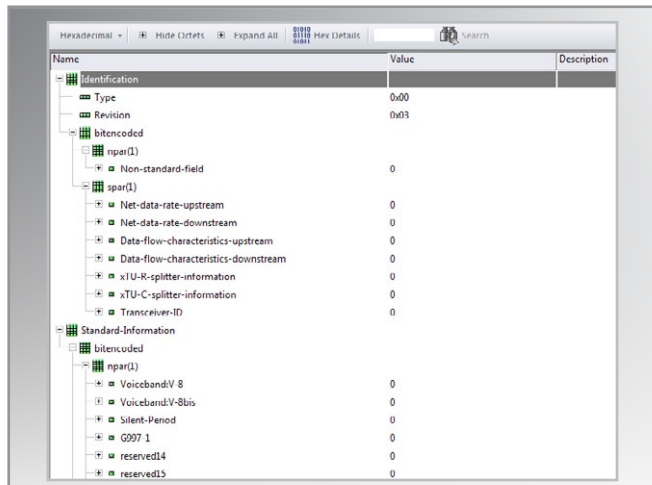 Hexadecimal Hide Octets Expand All 01010 01110 01011 Hex Details Search
Name Value Description
Identification
Type 0x00
Revision 0x03
bitencoded
npar(1)
Non-standard-field 0
spar(1)
Net-data-rate-upstream 0
Net-data-rate-downstream 0
Data-flow-characteristics-upstream 0
Data-flow-characteristics-downstream 0
xTU-R-splitter-information 0
xTU-C-splitter-information 0
Transceiver-ID 0
Standard-Information
bitencoded
npar(1)
Voiceband:V-8 0
Voiceband:V-8bis 0
Silent-Period 0
G997-1 0
reserved14 0
reserved15 0